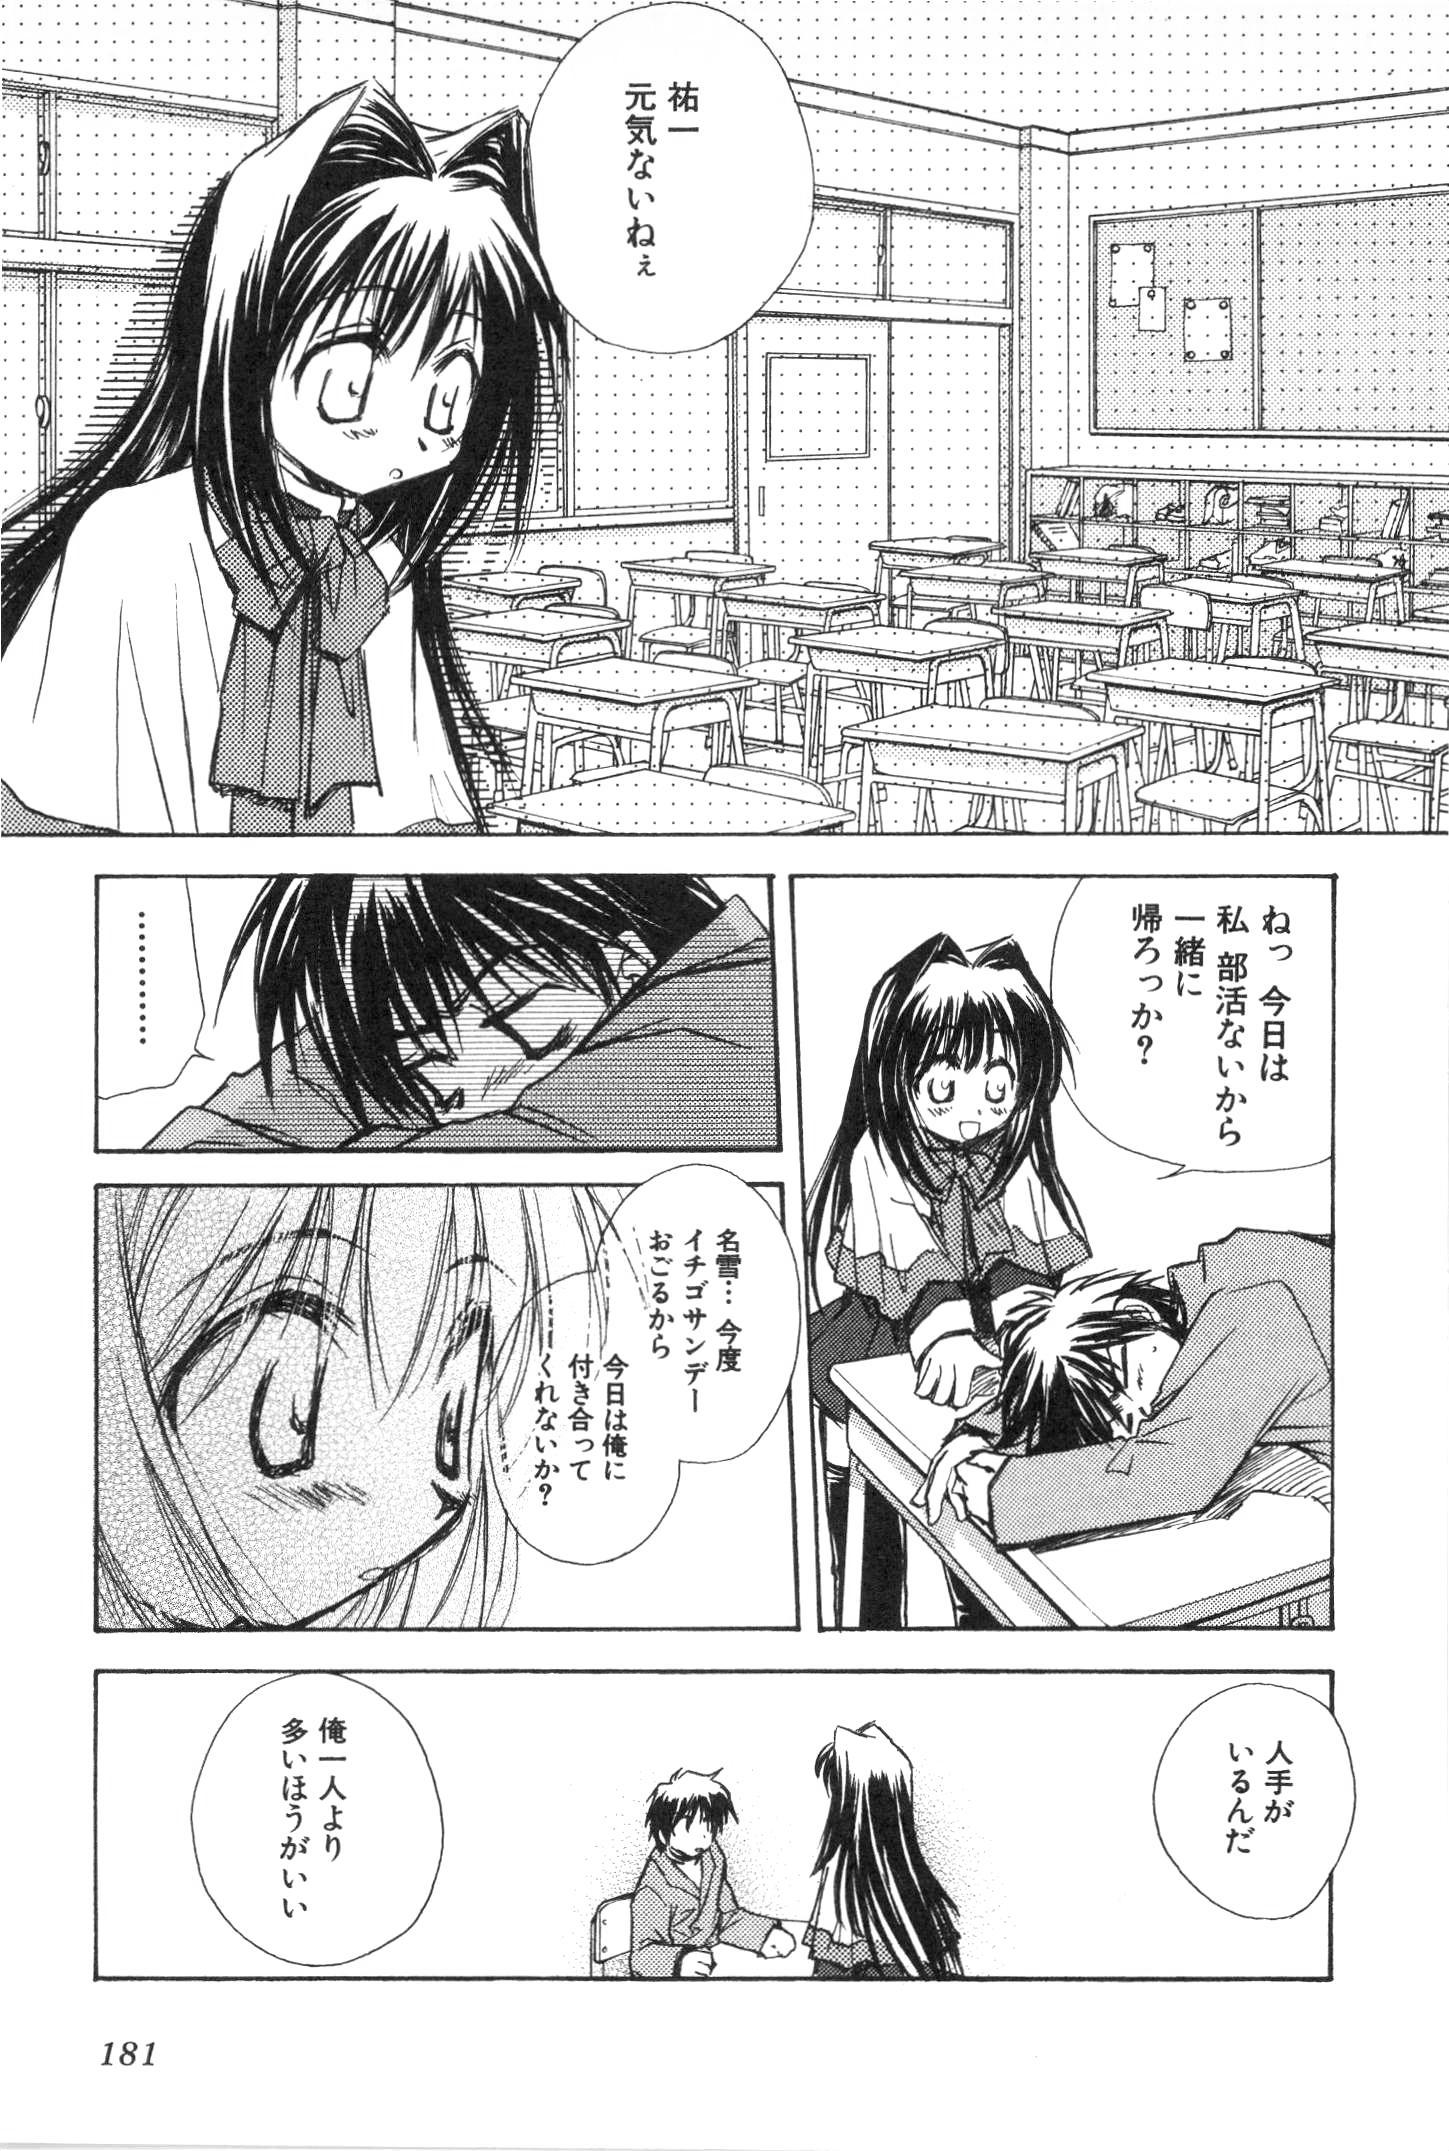 祐一
元気ないねぇ
ねっ 今日は
私 部活ないから
一緒に
帰ろっか？
…………
名雪… 今度
イチゴサンデー
おごるから
今日は俺に
付き合って
くれないか？
人手が
いるんだ
俺一人より
多いほうがいい
181